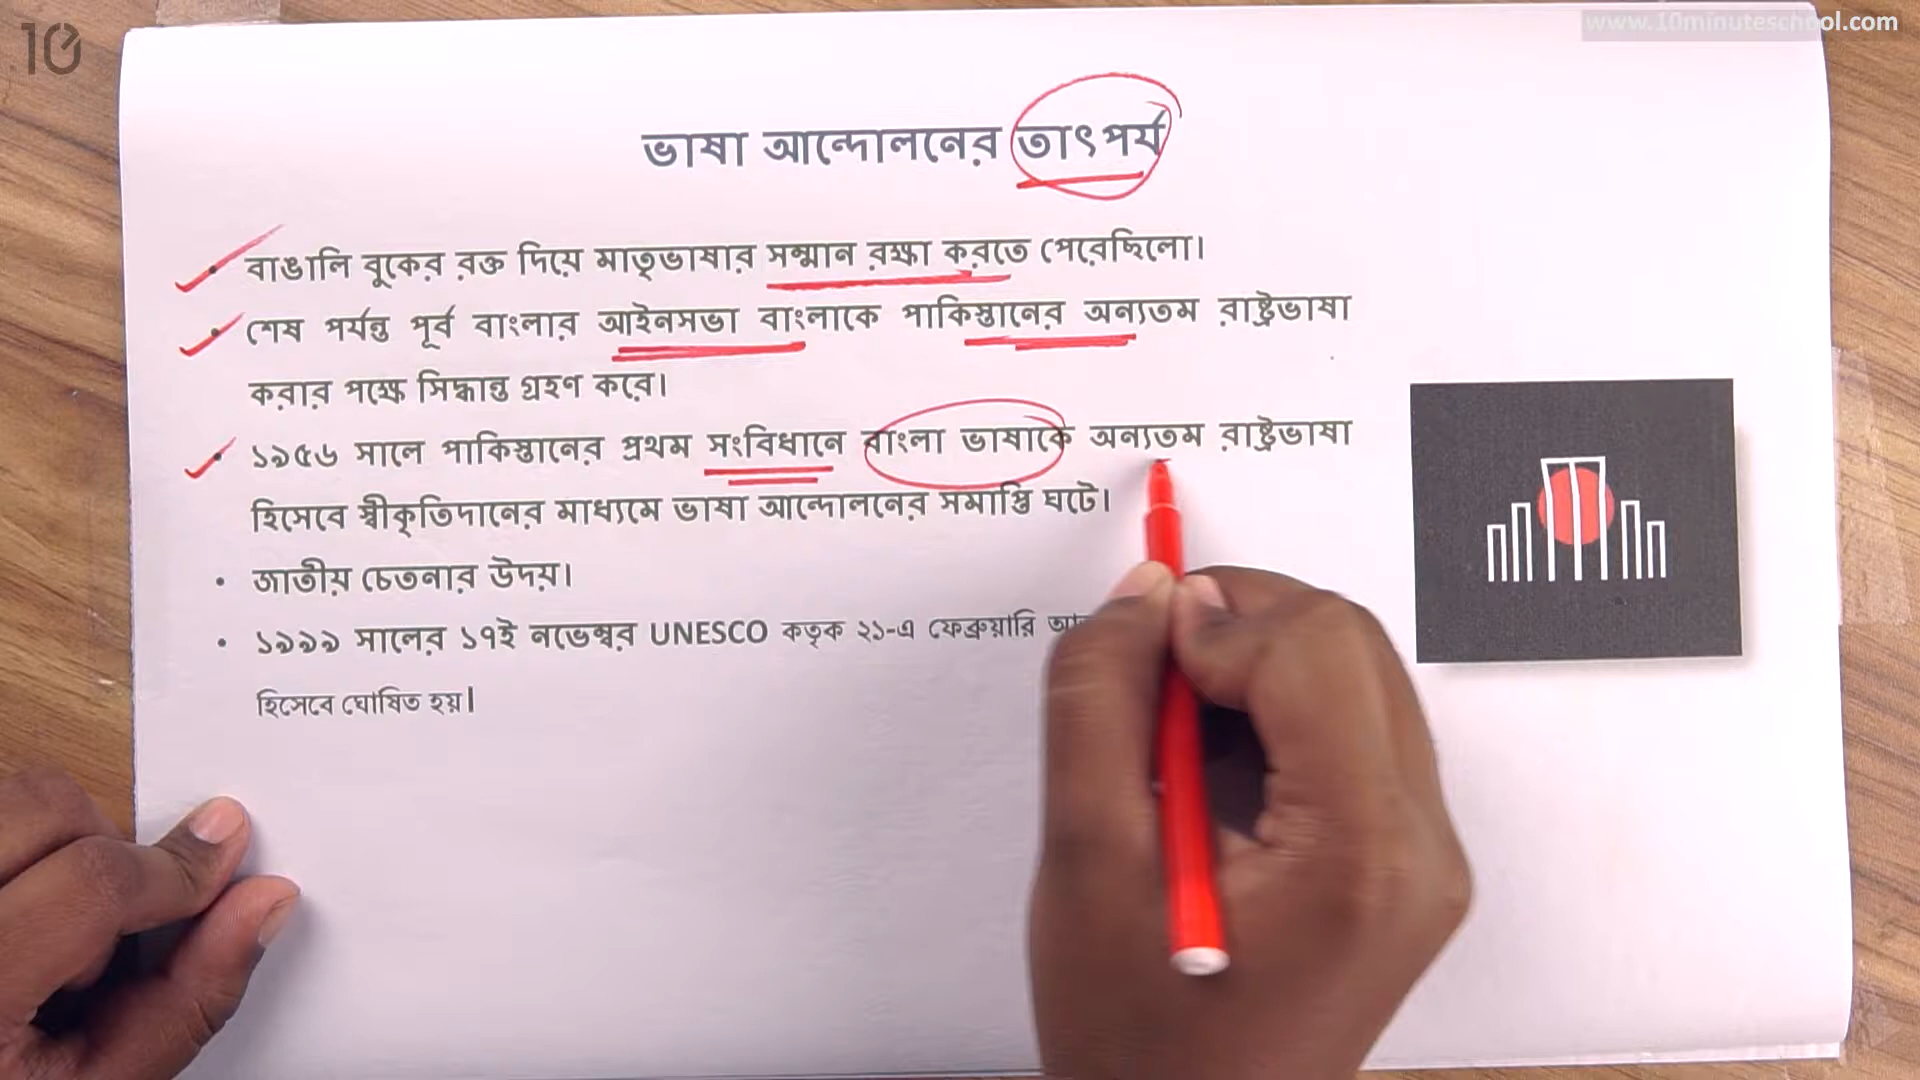 10
www.10minuteschool.com
ভাষা আন্দোলনের তাৎপর্য
• বাঙালি বুকের রক্ত দিয়ে মাতৃভাষার সম্মান রক্ষা করতে পেরেছিলো।
• শেষ পর্যন্ত পূর্ব বাংলার আইনসভা বাংলাকে পাকিস্তানের অন্যতম রাষ্ট্রভাষা
করার পক্ষে সিদ্ধান্ত গ্রহণ করে।
• ১৯৫৬ সালে পাকিস্তানের প্রথম সংবিধানে বাংলা ভাষাকে অন্যতম রাষ্ট্রভাষা
হিসেবে স্বীকৃতিদানের মাধ্যমে ভাষা আন্দোলনের সমাপ্তি ঘটে।
• জাতীয় চেতনার উদয়।
• ১৯৯৯ সালের ১৭ই নভেম্বর UNESCO কতৃক ২১-এ ফেব্রুয়ারি
হিসেবে ঘোষিত হয়।